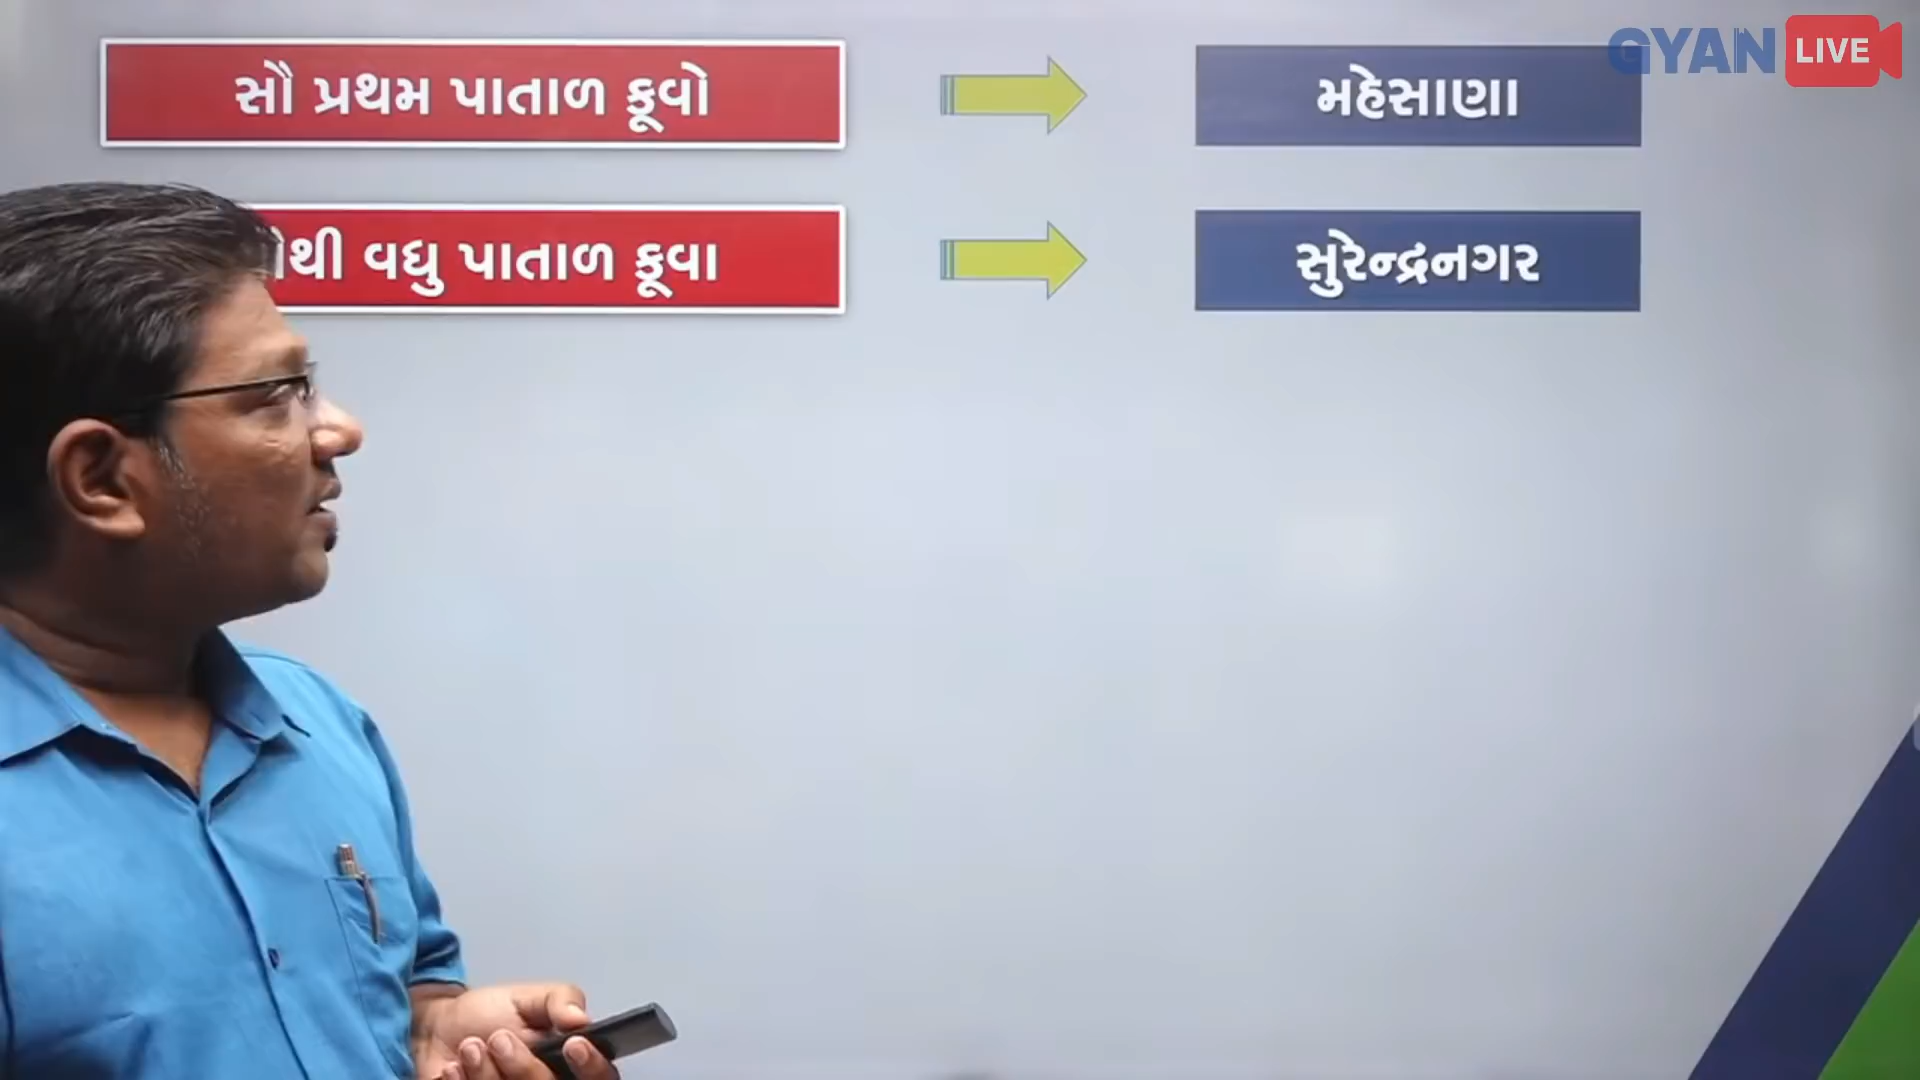 GYAN LIVE
સૌ પ્રથમ પાતાળ કૂવો
મહેસાણા
વધુ પાતાળ કૂવા
સુરેન્દ્રનગર